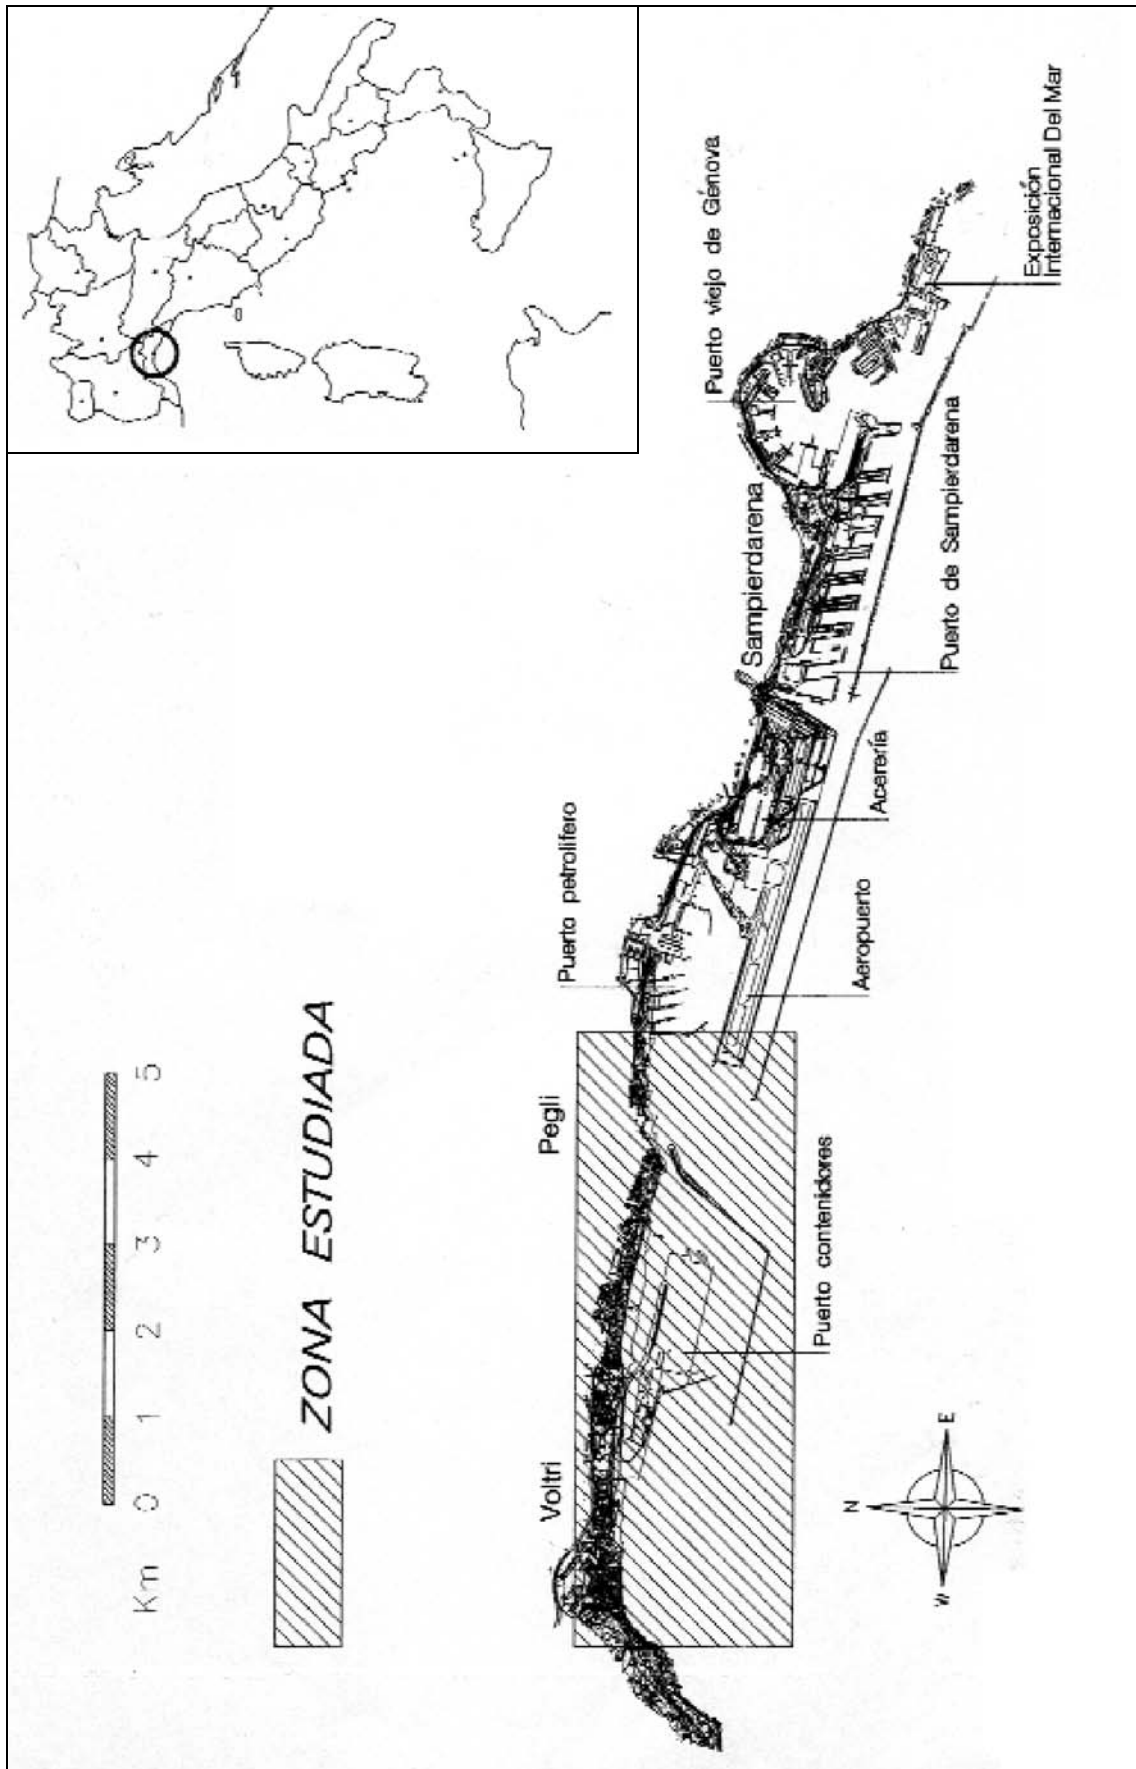 Km 0 1 2 3 4 5
ZONA ESTUDIADA
Voltri
Pegli
Puerto petrolífero
Sampierdarena
Puerto viejo de Génova
Puerto contenidores
Aeropuerto
Acerería
Puerto de Sampierdarena
Exposición
Internacional Del Mar
N
W
E